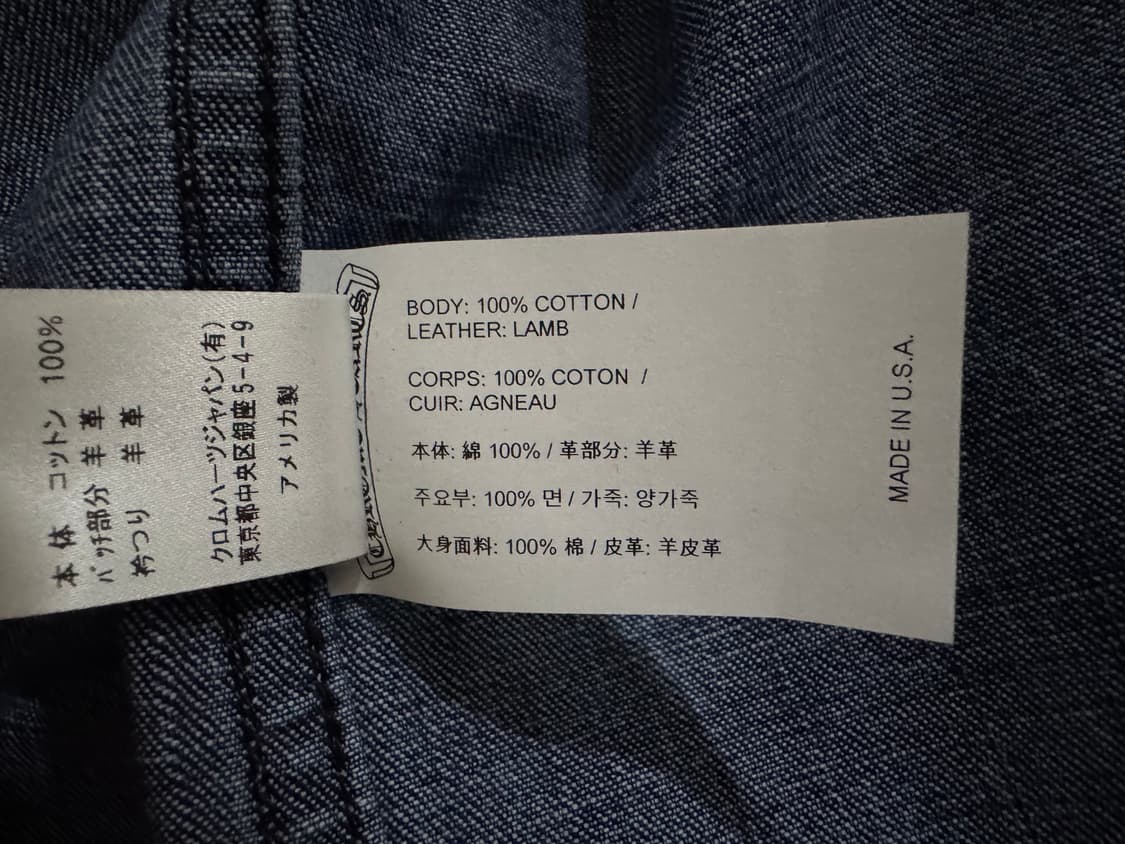 本体 コットン 100%
パッチ部分 羊革
衿つり 羊革
クロムハーツジャパン(有)
東京都中央区銀座5-4-9
アメリカ製
BODY: 100% COTTON /
LEATHER: LAMB
CORPS: 100% COTON /
CUIR: AGNEAU
本体: 綿 100% / 革部分: 羊革
주요부: 100% 면 / 가죽: 양가죽
大身面料: 100% 棉 / 皮革: 羊皮革
MADE IN U.S.A.